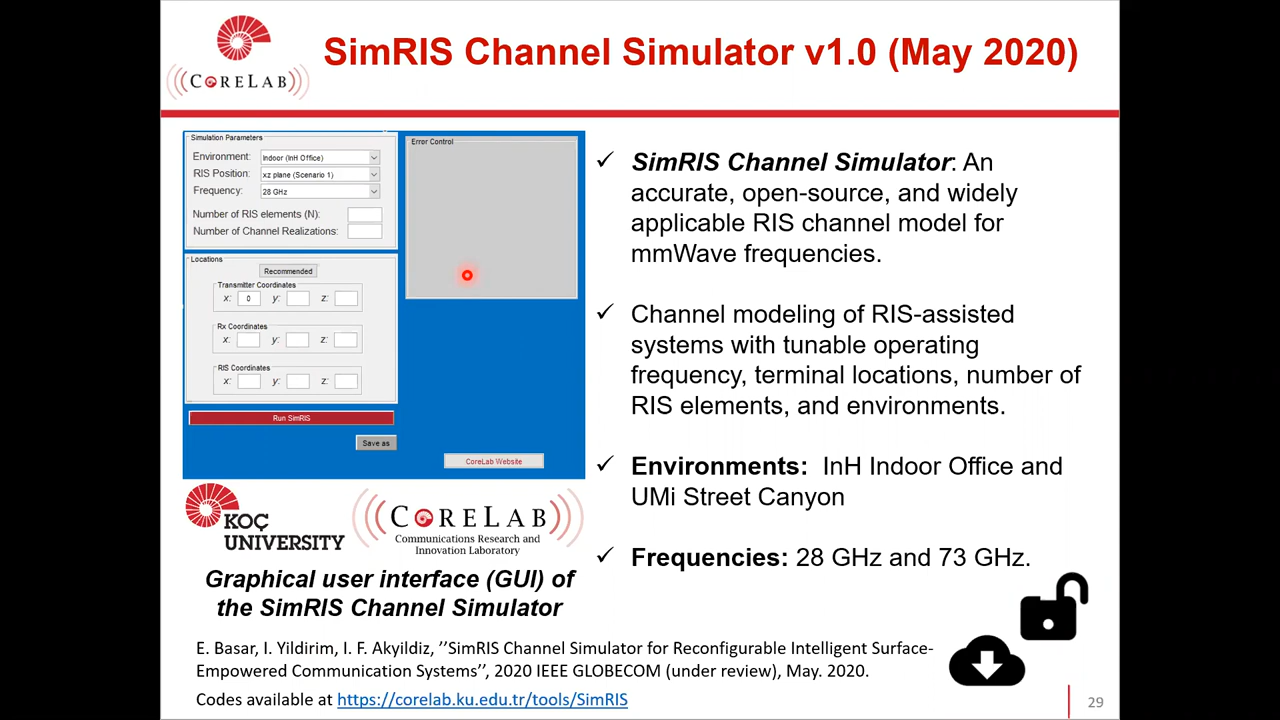 CORELAB
SimRIS Channel Simulator v1.0 (May 2020)
Simulation Parameters
Environment: Indoor (InH Office)
RIS Position: xz plane (Scenario 1)
Frequency: 28 GHz
Number of RIS elements (N):
Number of Channel Realizations:
Locations
Recommended
Transmitter Coordinates
x: 0 y: z:
Rx Coordinates
x: y: z:
RIS Coordinates
x: y: z:
Run SimRIS
Save as
Error Control
CoreLab Website
KOÇ
UNIVERSITY
CORELAB
Communications Research and
Innovation Laboratory
Graphical user interface (GUI) of
the SimRIS Channel Simulator
✓ SimRIS Channel Simulator: An
accurate, open-source, and widely
applicable RIS channel model for
mmWave frequencies.
✓ Channel modeling of RIS-assisted
systems with tunable operating
frequency, terminal locations, number of
RIS elements, and environments.
✓ Environments: InH Indoor Office and
UMi Street Canyon
✓ Frequencies: 28 GHz and 73 GHz.
E. Basar, I. Yildirim, I. F. Akyildiz, ’’SimRIS Channel Simulator for Reconfigurable Intelligent Surface-
Empowered Communication Systems’’, 2020 IEEE GLOBECOM (under review), May. 2020.
Codes available at https://corelab.ku.edu.tr/tools/SimRIS
29